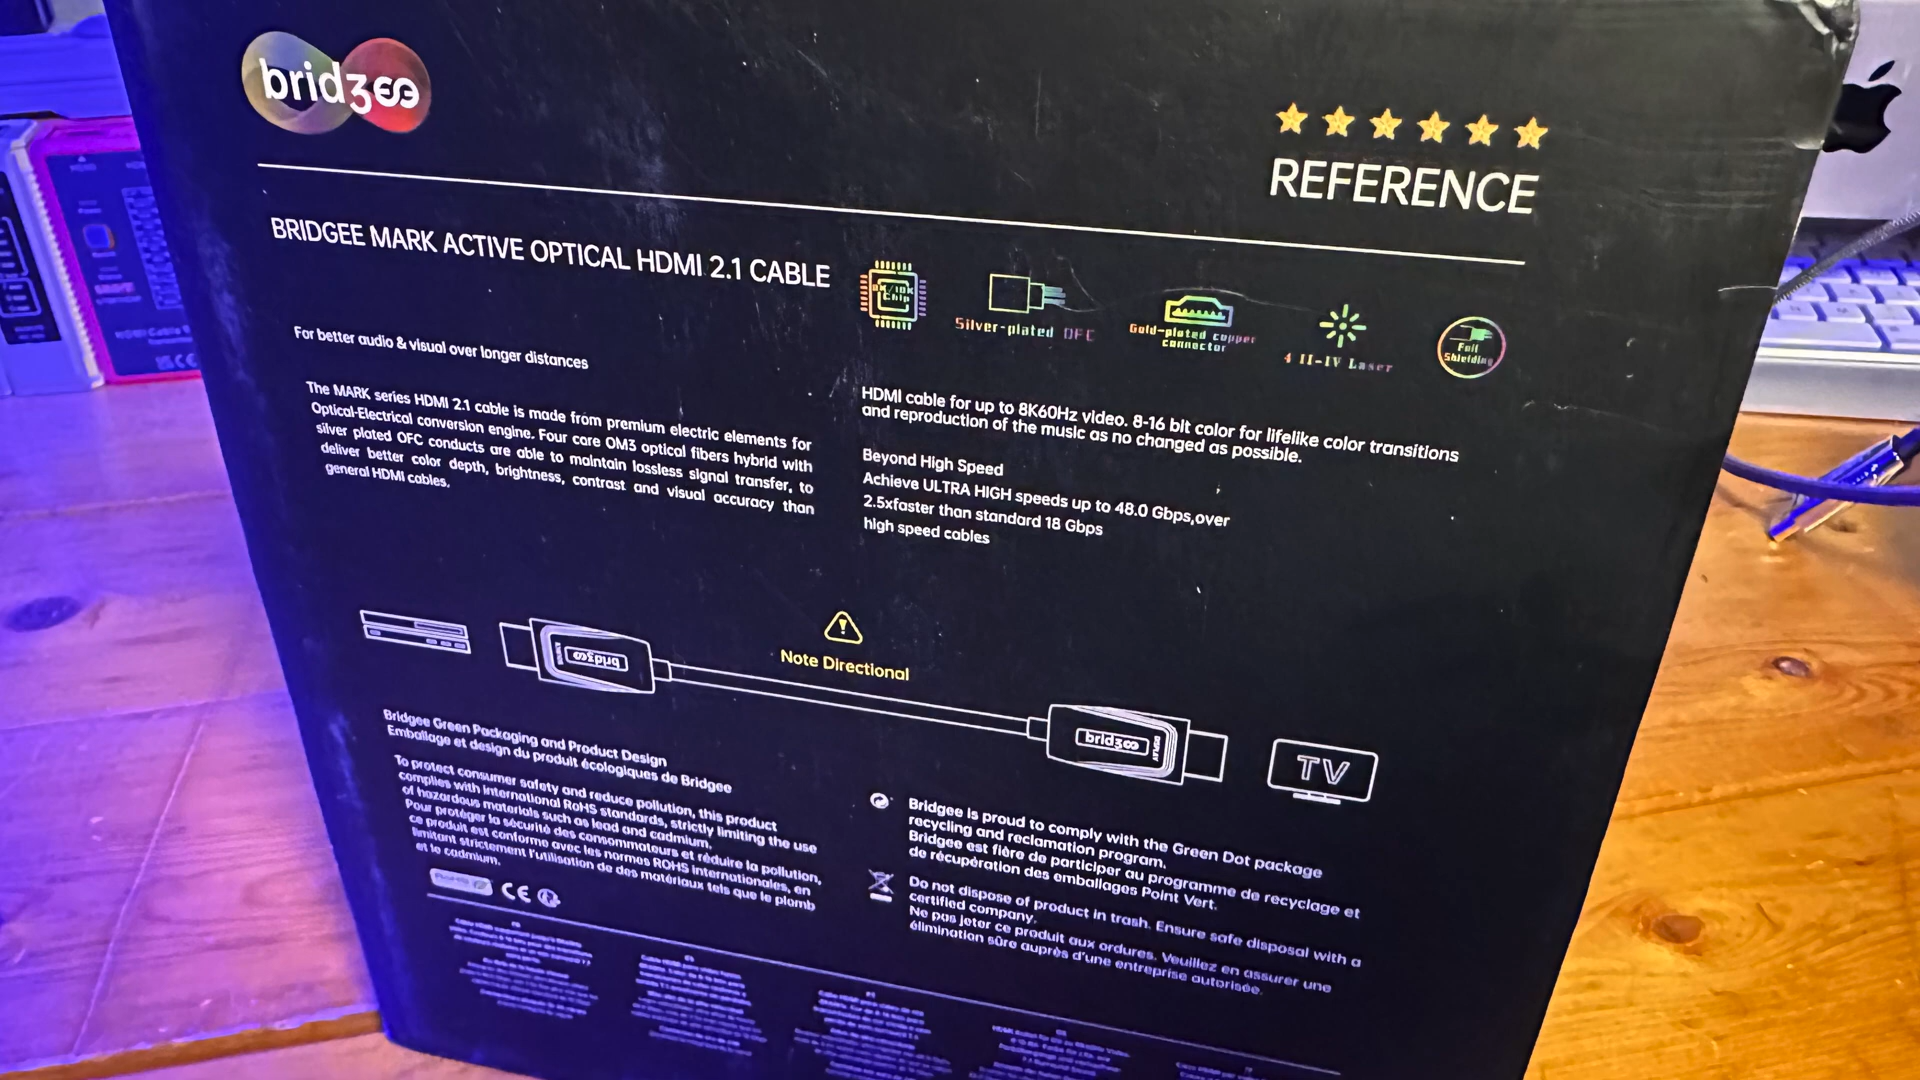 bridgee
REFERENCE
BRIDGEE MARK ACTIVE OPTICAL HDMI 2.1 CABLE
8K/10K
Chip
Silver-plated OFC
Gold-plated copper
connector
4 II-IV Laser
Foil
Shielding
For better audio & visual over longer distances
The MARK series HDMI 2.1 cable is made from premium electric elements for
Optical-Electrical conversion engine. Four core OM3 optical fibers hybrid with
silver plated OFC conducts are able to maintain lossless signal transfer, to
deliver better color depth, brightness, contrast and visual accuracy than
general HDMI cables.
HDMI cable for up to 8K60Hz video. 8-16 bit color for lifelike color transitions
and reproduction of the music as no changed as possible.
Beyond High Speed
Achieve ULTRA HIGH speeds up to 48.0 Gbps,over
2.5xfaster than standard 18 Gbps
high speed cables
Note Directional
bridgee
bridgee
DISPLAY
TV
Bridgee Green Packaging and Product Design
Emballage et design du produit écologiques de Bridgee
To protect consumer safety and reduce pollution, this product
complies with international RoHS standards, strictly limiting the use
of hazardous materials such as lead and cadmium.
Pour protéger la sécurité des consommateurs et réduire la pollution,
ce produit est conforme avec les normes ROHS internationales, en
limitant strictement l'utilisation de des matériaux tels que le plomb
et le cadmium.
RoHS
CE
Bridgee is proud to comply with the Green Dot package
recycling and reclamation program.
Bridgee est fière de participer au programme de recyclage et
de récupération des emballages Point Vert.
Do not dispose of product in trash. Ensure safe disposal with a
certified company.
Ne pas jeter ce produit aux ordures. Veuillez en assurer une
élimination sûre auprès d'une entreprise autorisée.